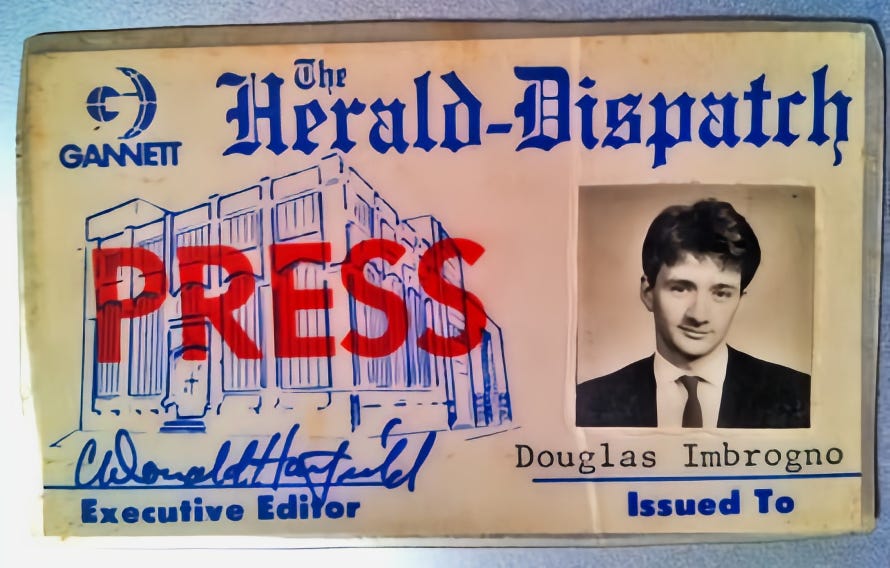 The
Herald-Dispatch
GANNETT
PRESS
Douglas Imbrogno
Executive Editor
Issued To